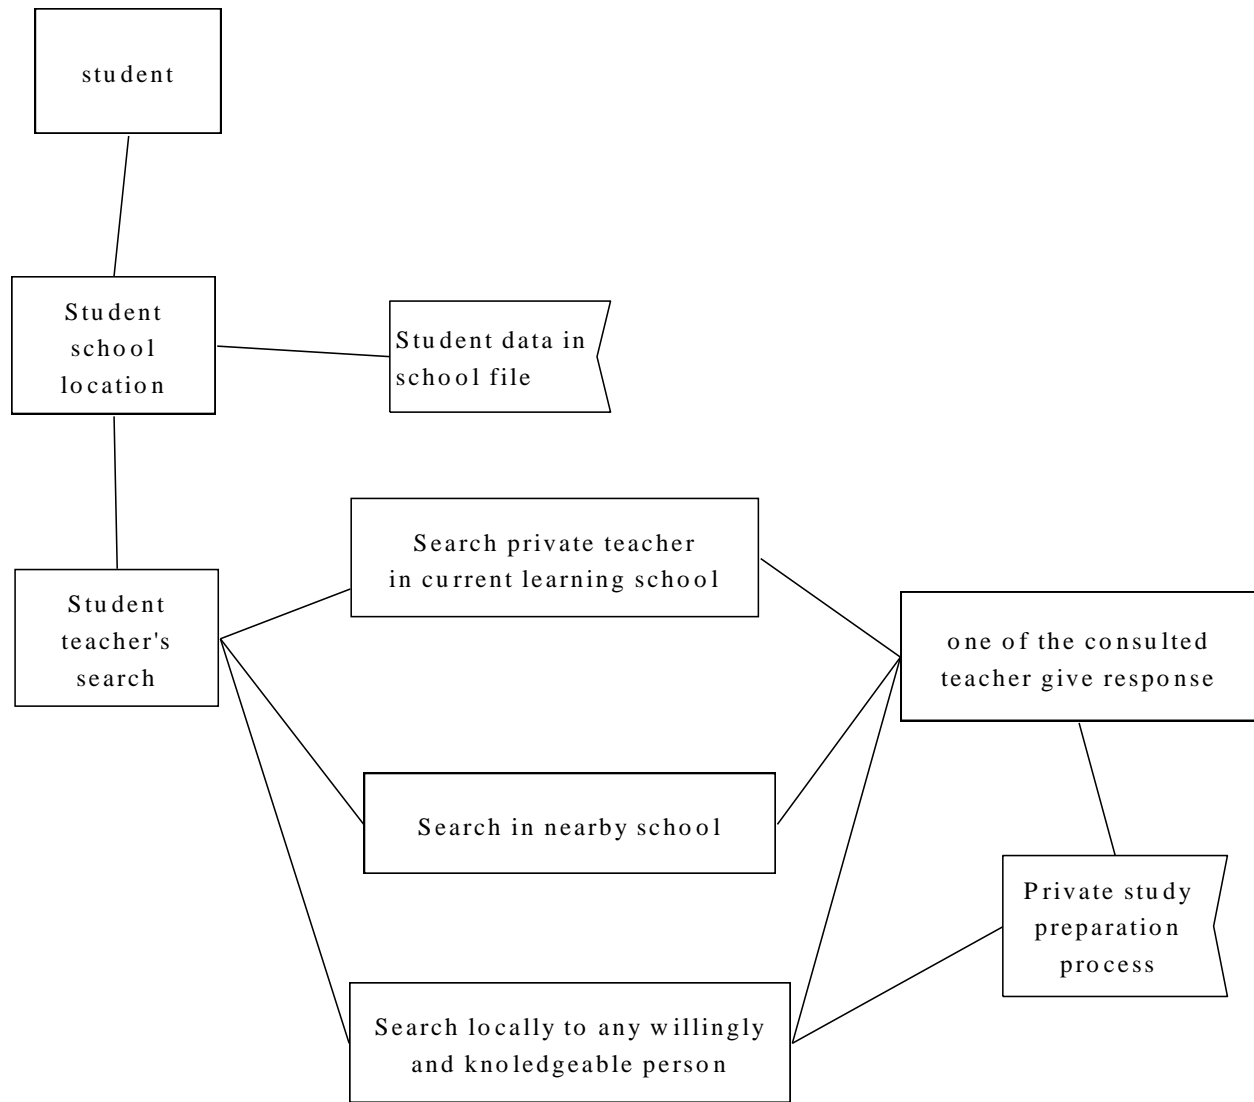 student
Student
school
location
Student data in
school file
Search private teacher
in current learning school
Student
teacher's
search
one of the consulted
teacher give response
Search in nearby school
Private study
preparation
process
Search locally to any willingly
and knoledgeable person